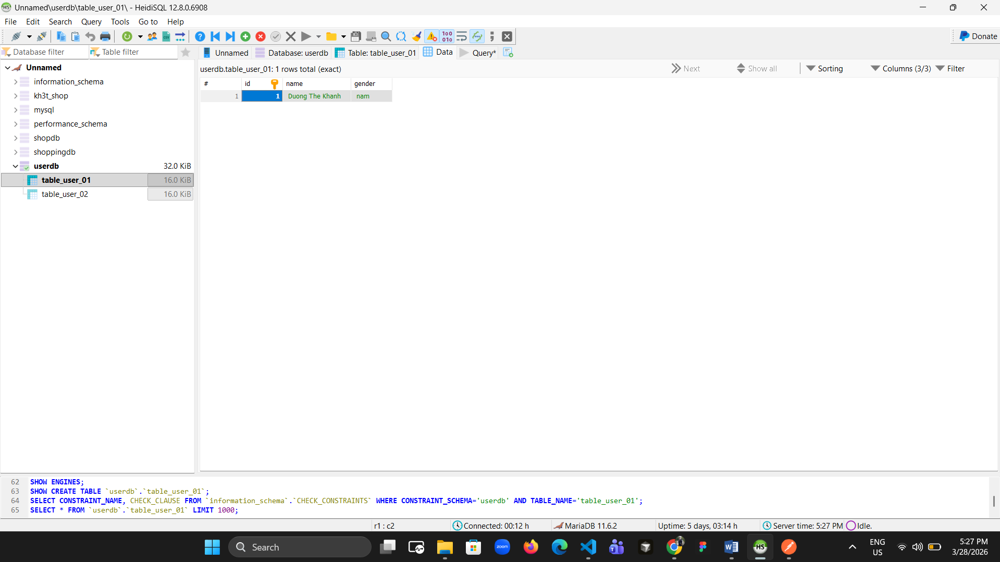 Unnamed\userdb\table_user_01\ - HeidiSQL 12.8.0.6908
File Edit Search Query Tools Go to Help
Donate
Database filter Table filter
Unnamed Database: userdb Table: table_user_01 Data Query*
Unnamed
information_schema
kh3t_shop
mysql
performance_schema
shopdb
shoppingdb
userdb 32.0 KiB
table_user_01 16.0 KiB
table_user_02 16.0 KiB
userdb.table_user_01: 1 rows total (exact) Next Show all Sorting Columns (3/3) Filter
# id name gender
1 1 Duong The Khanh nam
62 SHOW ENGINES;
63 SHOW CREATE TABLE `userdb`.`table_user_01`;
64 SELECT CONSTRAINT_NAME, CHECK_CLAUSE FROM `information_schema`.`CHECK_CONSTRAINTS` WHERE CONSTRAINT_SCHEMA='userdb' AND TABLE_NAME='table_user_01';
65 SELECT * FROM `userdb`.`table_user_01` LIMIT 1000;
r1 : c2 Connected: 00:12 h MariaDB 11.6.2 Uptime: 5 days, 03:14 h Server time: 5:27 PM Idle.
Search
zoom
HS
ENG
US
5:27 PM
3/28/2026